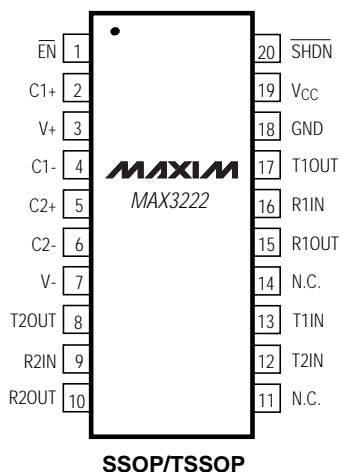 EN 1 20 SHDN
C1+ 2 19 VCC
V+ 3 18 GND
C1- 4 MAXIM 17 T1OUT
C2+ 5 MAX3222 16 R1IN
C2- 6 15 R1OUT
V- 7 14 N.C.
T2OUT 8 13 T1IN
R2IN 9 12 T2IN
R2OUT 10 11 N.C.
SSOP/TSSOP